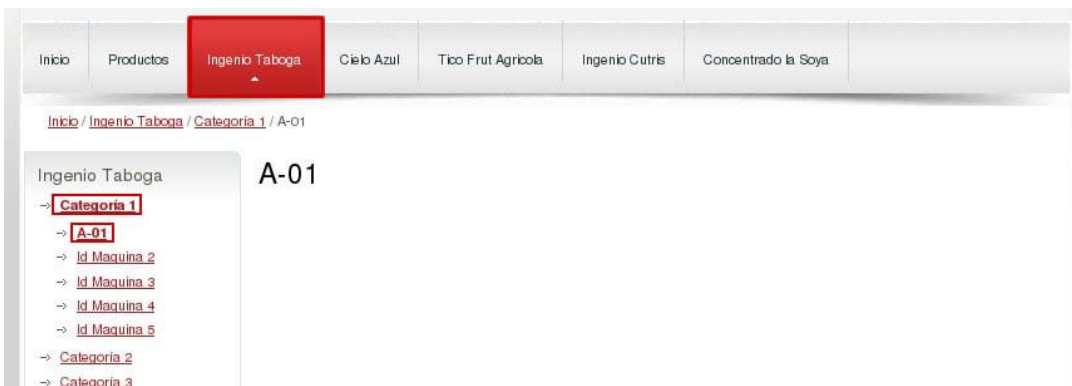 Inicio Productos Ingenio Taboga Cielo Azul Tico Frut Agricola Ingenio Cutris Concentrado la Soya
Inicio / Ingenio Taboga / Categoría 1 / A-01
Ingenio Taboga
A-01
Categoría 1
A-01
Id Maquina 2
Id Maquina 3
Id Maquina 4
Id Maquina 5
Categoría 2
Categoría 3